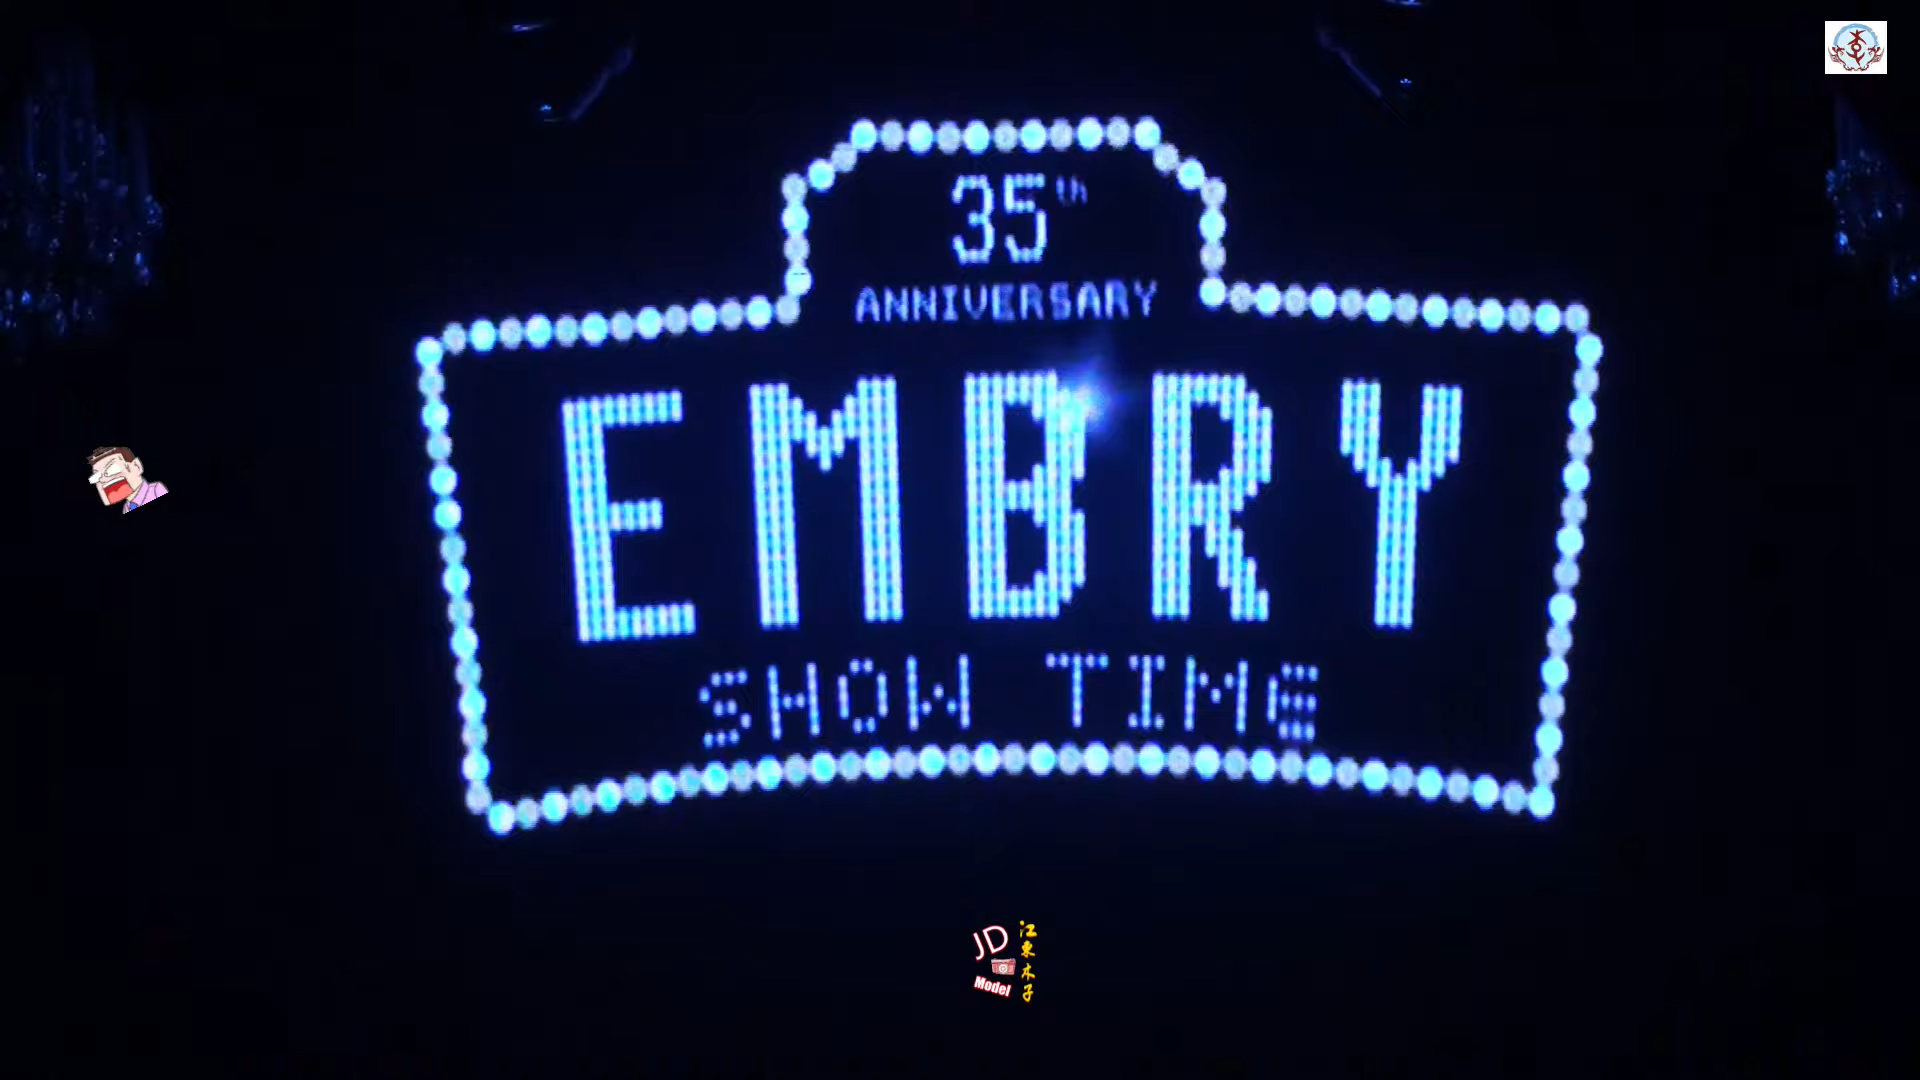 35th
ANNIVERSARY
EMBRY
SHOW TIME
JD
Model
江東木子